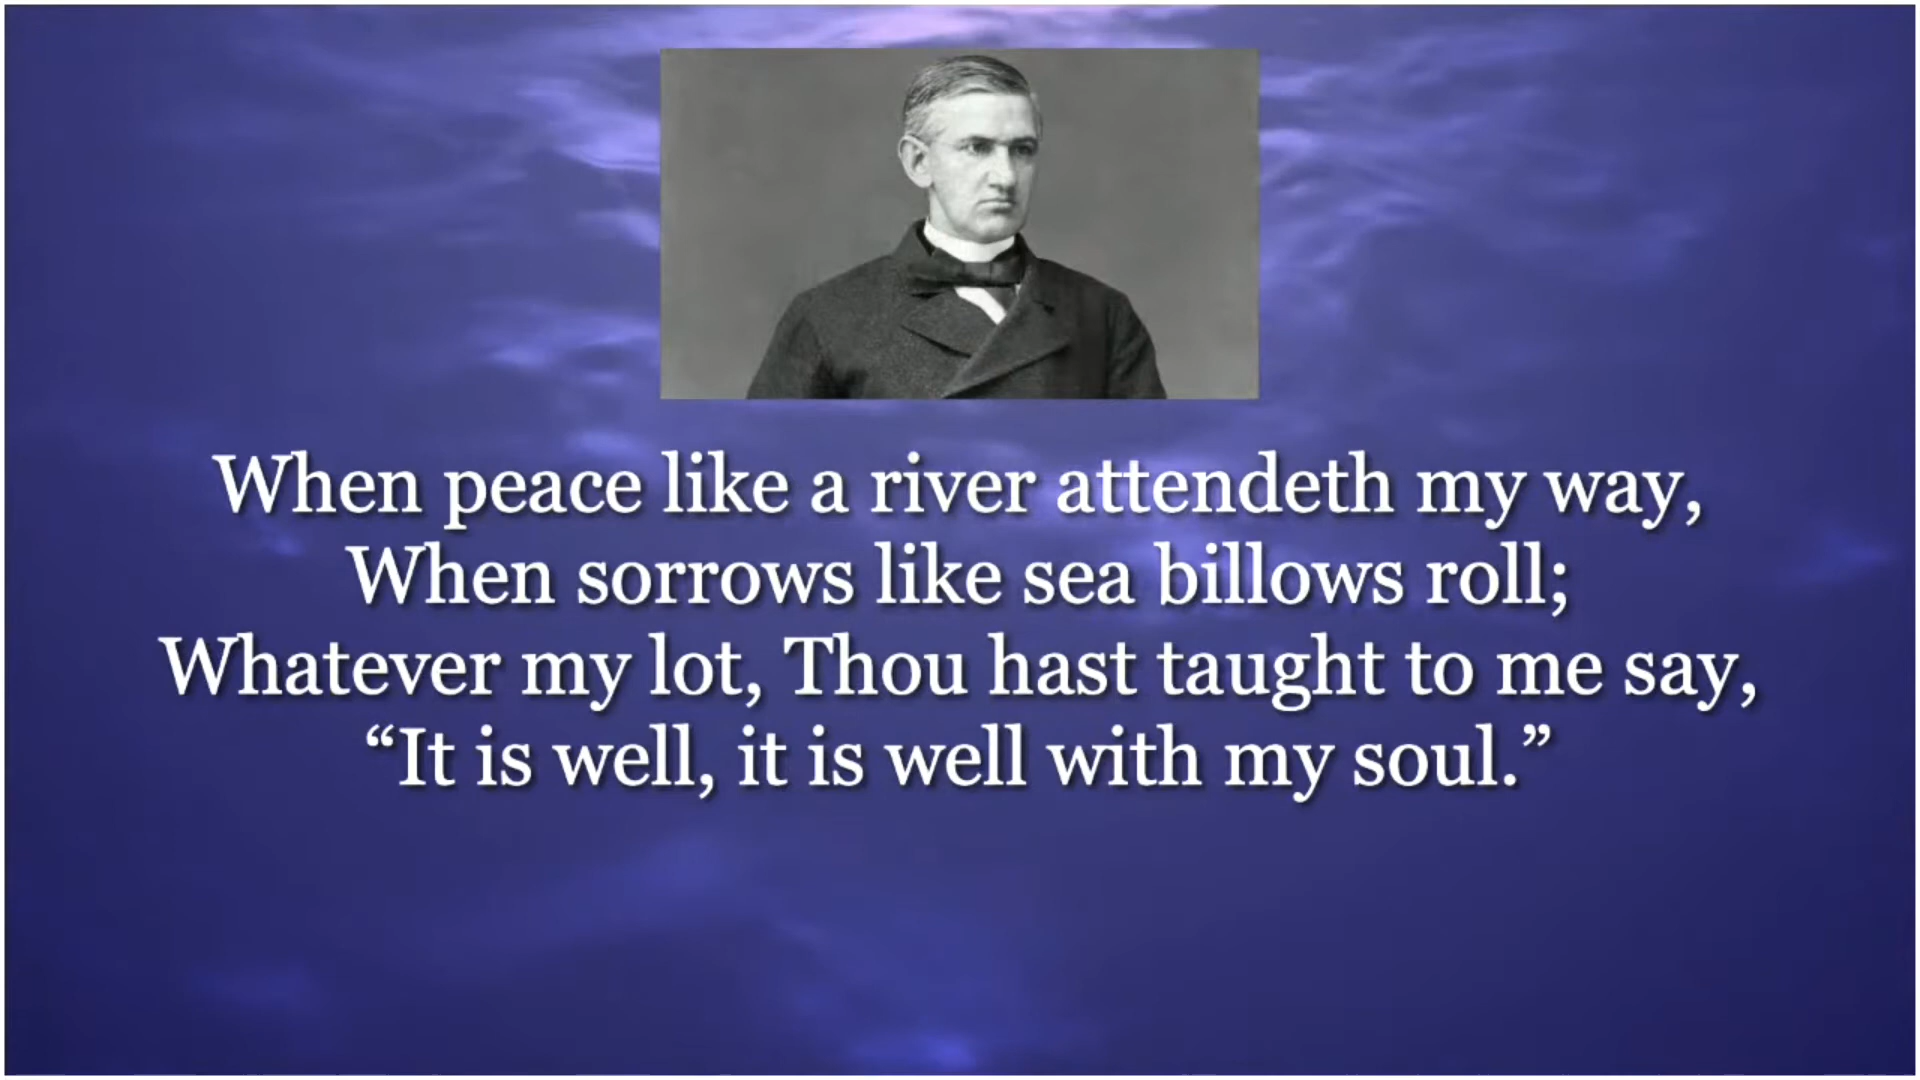 When peace like a river attendeth my way,
When sorrows like sea billows roll;
Whatever my lot, Thou hast taught to me say,
“It is well, it is well with my soul.”